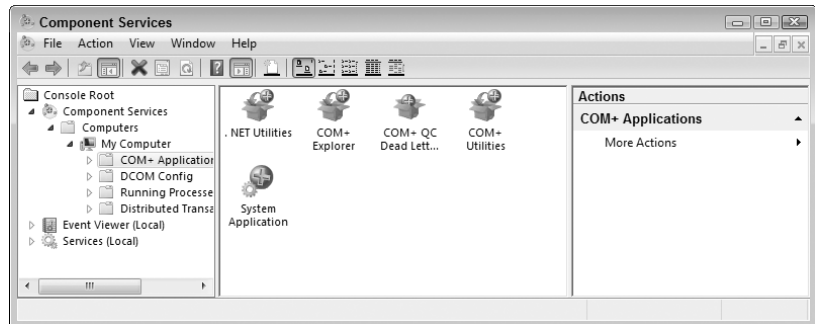 Component Services
File Action View Window Help
Console Root
Component Services
Computers
My Computer
COM+ Application
DCOM Config
Running Processe
Distributed Transa
Event Viewer (Local)
Services (Local)
. NET Utilities
COM+ Explorer
COM+ QC Dead Lett...
COM+ Utilities
System Application
Actions
COM+ Applications
More Actions